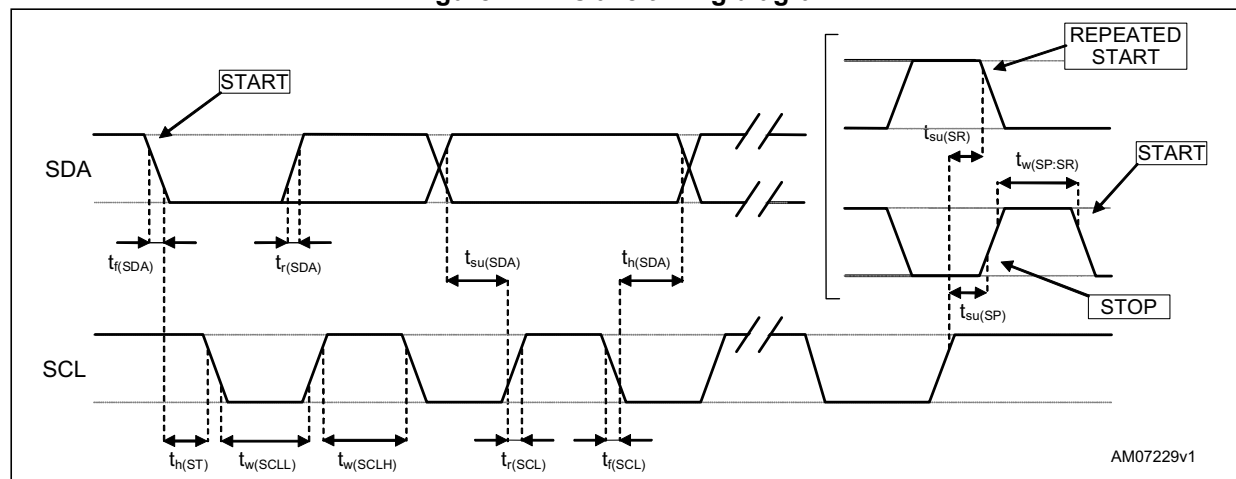 REPEATED
START
START
SDA
t_su(SR)
t_w(SP:SR)
START
t_f(SDA)
t_r(SDA)
t_su(SDA)
t_h(SDA)
STOP
t_su(SP)
SCL
t_h(ST)
t_w(SCLL)
t_w(SCLH)
t_r(SCL)
t_f(SCL)
AM07229v1